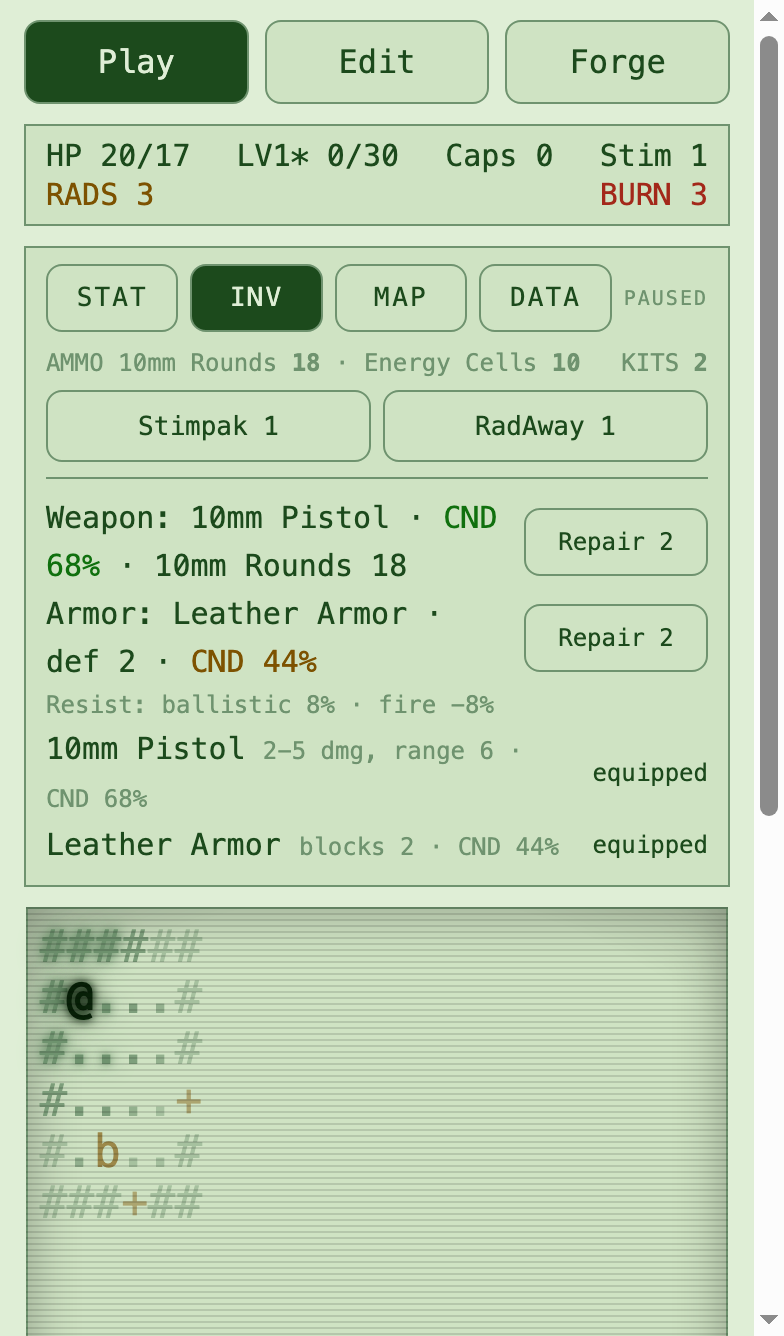 Play Edit Forge
HP 20/17 LV1* 0/30 Caps 0 Stim 1
RADS 3 BURN 3
STAT INV MAP DATA PAUSED
AMMO 10mm Rounds 18 · Energy Cells 10 KITS 2
Stimpak 1 RadAway 1
Weapon: 10mm Pistol · CND
68% · 10mm Rounds 18
Repair 2
Armor: Leather Armor ·
def 2 · CND 44%
Repair 2
Resist: ballistic 8% · fire −8%
10mm Pistol 2−5 dmg, range 6 ·
CND 68%
equipped
Leather Armor blocks 2 · CND 44% equipped
######
#@...#
#....#
#....+
#.b..#
###+##